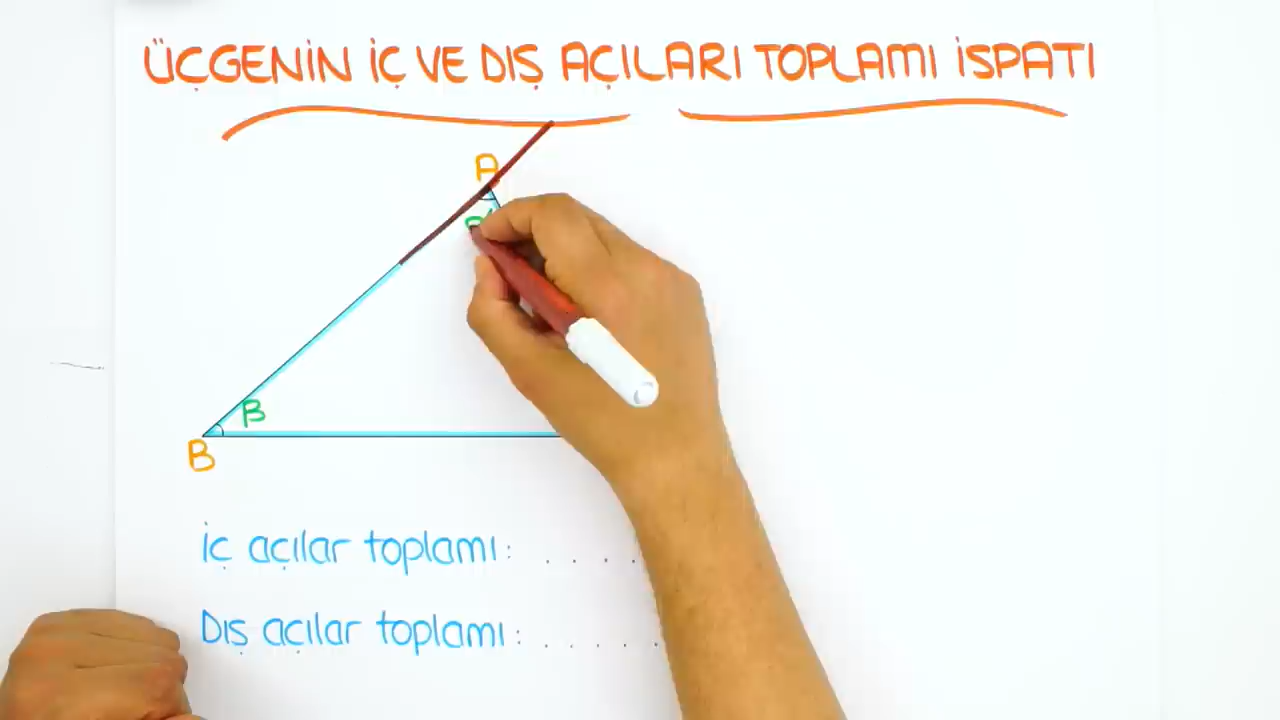 ÜÇGENİN İÇ VE DIŞ AÇILARI TOPLAMI İSPATI
A
B
B
İç açılar toplamı: . . . .
Dış açılar toplamı: . . . . .